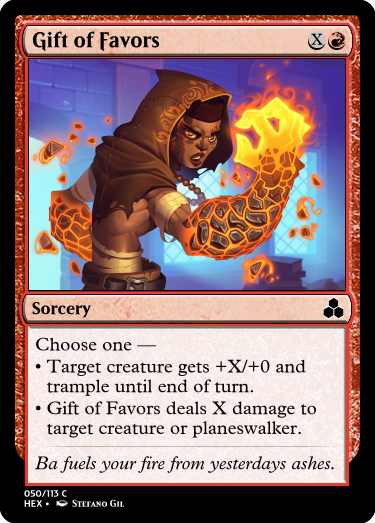 Gift of Favors X
Sorcery
Choose one —
• Target creature gets +X/+0 and
trample until end of turn.
• Gift of Favors deals X damage to
target creature or planeswalker.
Ba fuels your fire from yesterdays ashes.
050/113 C
HEX • Stefano Gil